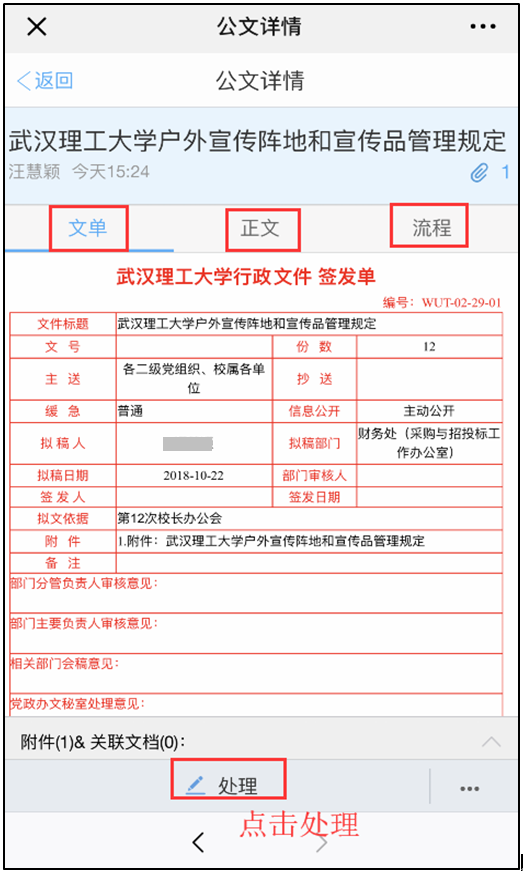 公文详情
返回 公文详情
武汉理工大学户外宣传阵地和宣传品管理规定
汪慧颖 今天15:24 1
文单 正文 流程
武汉理工大学行政文件 签发单
编号：WUT-02-29-01
文件标题 武汉理工大学户外宣传阵地和宣传品管理规定
文 号 份 数 12
主 送 各二级党组织、校属各单位 抄 送
缓 急 普通 信息公开 主动公开
拟 稿 人 拟稿部门 财务处（采购与招投标工作办公室）
拟稿日期 2018-10-22 部门审核人
签 发 人 签发日期
拟文依据 第12次校长办公会
附 件 1.附件：武汉理工大学户外宣传阵地和宣传品管理规定
备 注
部门分管负责人审核意见：
部门主要负责人审核意见：
相关部门会稿意见：
党政办文秘室处理意见：
附件(1)& 关联文档(0)：
处理
点击处理